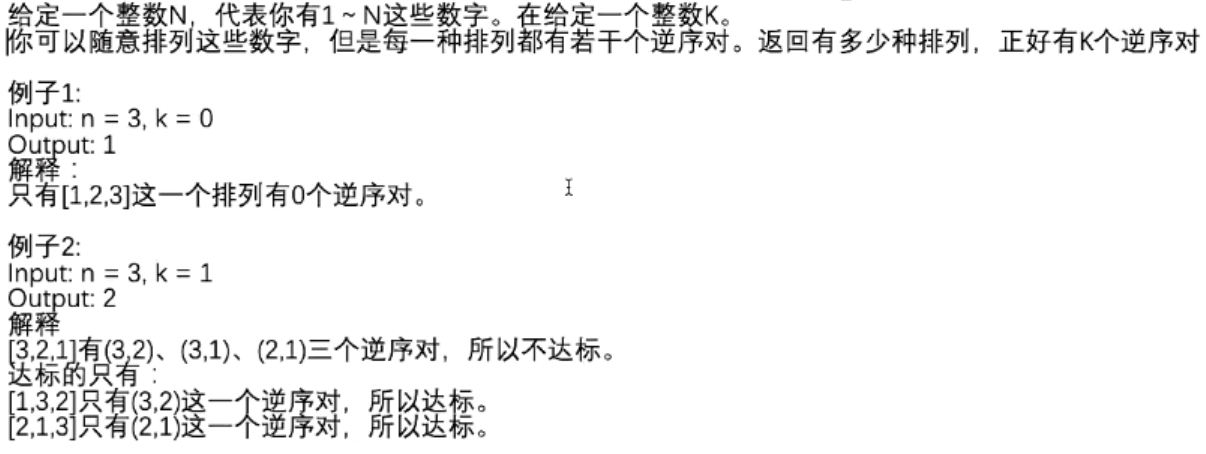 给定一个整数N，代表你有1～N这些数字。在给定一个整数K。
你可以随意排列这些数字，但是每一种排列都有若干个逆序对。返回有多少种排列，正好有K个逆序对
例子1:
Input: n = 3, k = 0
Output: 1
解释：
只有[1,2,3]这一个排列有0个逆序对。
例子2:
Input: n = 3, k = 1
Output: 2
解释
[3,2,1]有(3,2)、(3,1)、(2,1)三个逆序对，所以不达标。
达标的只有：
[1,3,2]只有(3,2)这一个逆序对，所以达标。
[2,1,3]只有(2,1)这一个逆序对，所以达标。